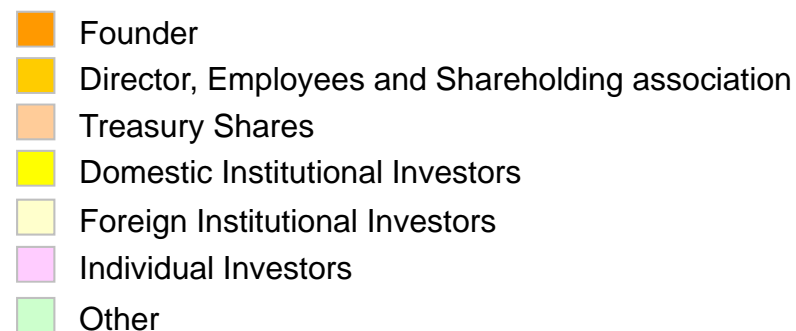 Founder
Director, Employees and Shareholding association
Treasury Shares
Domestic Institutional Investors
Foreign Institutional Investors
Individual Investors
Other